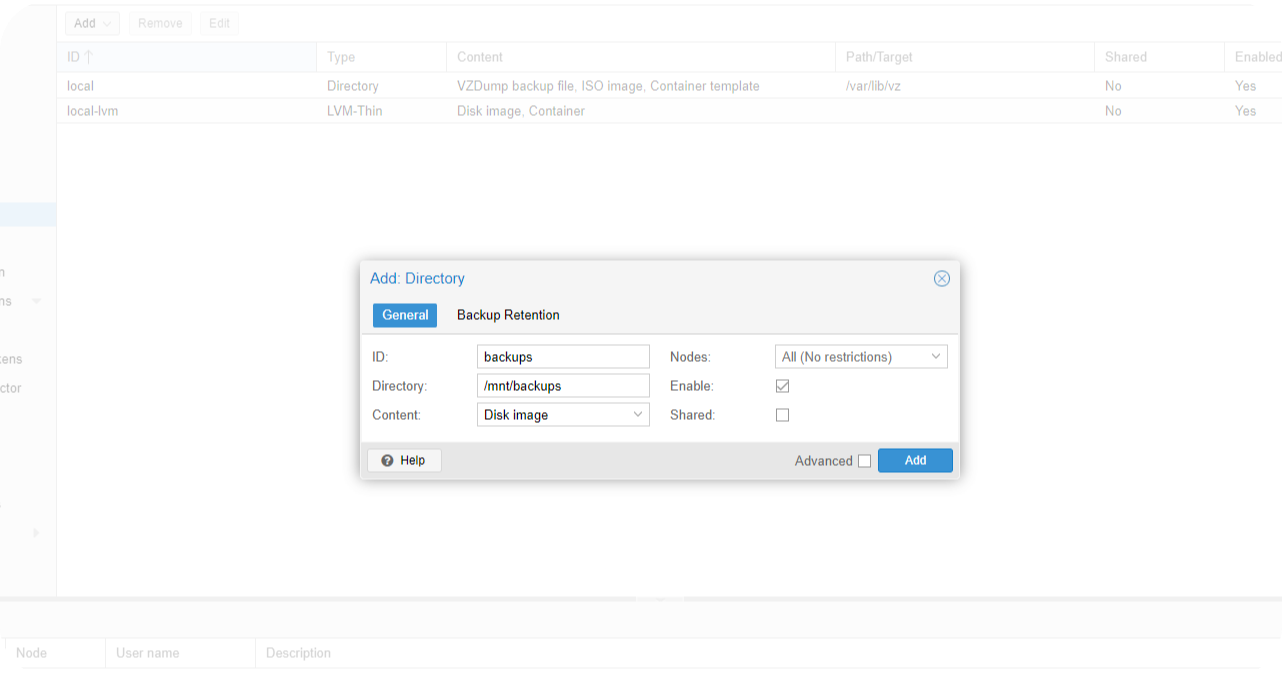 Add Remove Edit
ID Type Content Path/Target Shared Enabled
local Directory VZDump backup file, ISO image, Container template /var/lib/vz No Yes
local-lvm LVM-Thin Disk image, Container No Yes
n
Add: Directory
ns
General Backup Retention
ID: backups Nodes: All (No restrictions)
tens
Directory: /mnt/backups Enable:
ctor
Content: Disk image Shared:
Help Advanced Add
Node User name Description